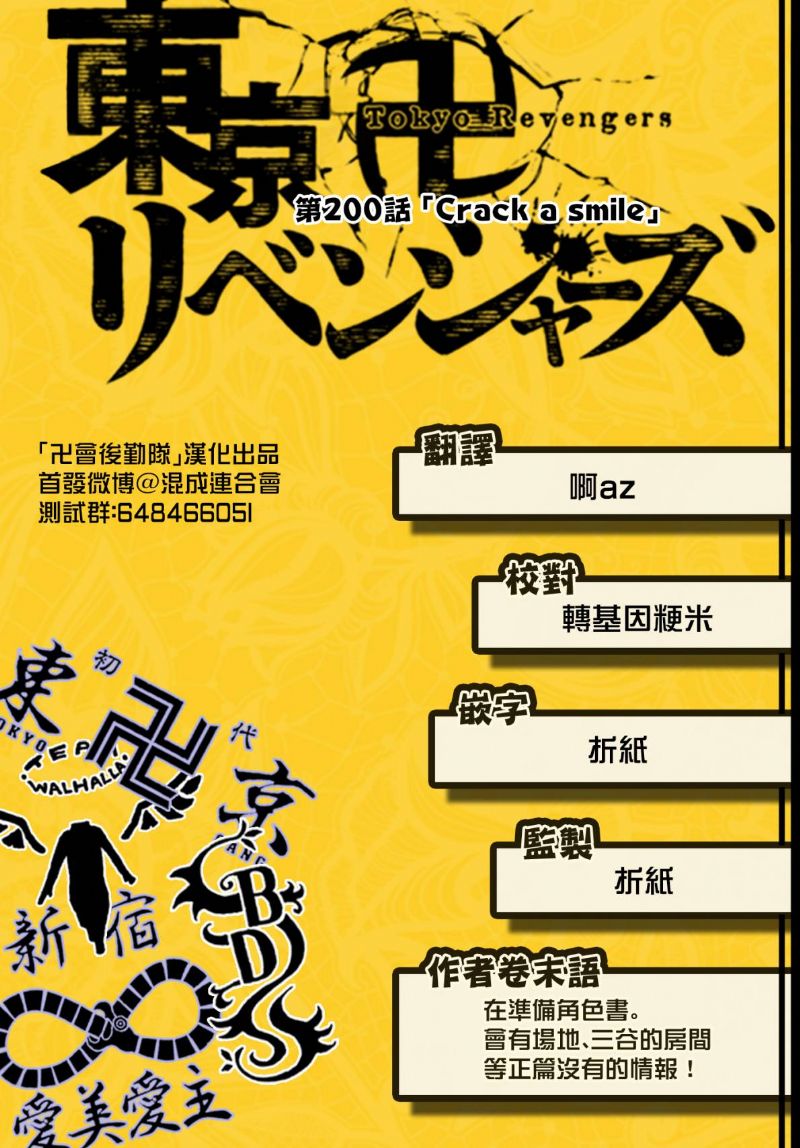 東京卍
Tokyo Revengers
第200話「Crack a smile」
リベンジャーズ
「卍會後勤隊」漢化出品
首發微博@混成連合會
測試群:648466051
翻譯
啊az
校對
轉基因粳米
嵌字
折紙
監製
折紙
作者卷末語
在準備角色書。
會有場地、三谷的房間
等正篇沒有的情報！
初代
東卍京
TOKYO
WALHALLA
BDS
新宿
愛美愛主